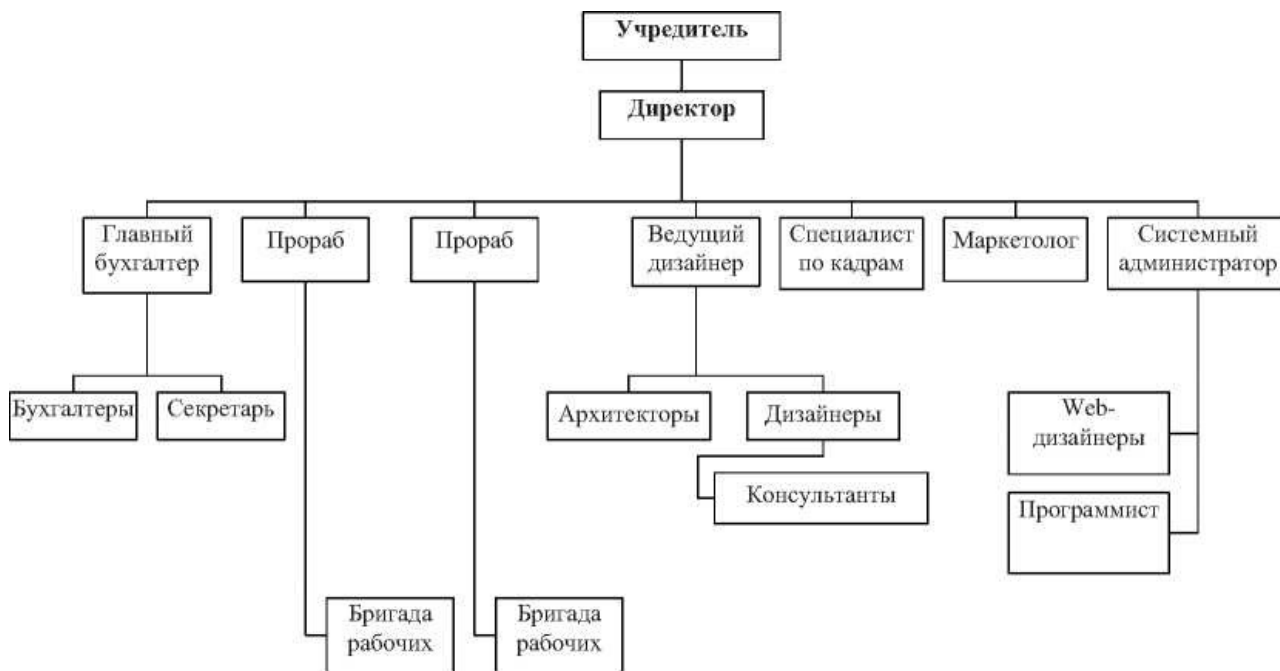 Учредитель
Директор
Главный
бухгалтер
Прораб
Прораб
Ведущий
дизайнер
Специалист
по кадрам
Маркетолог
Системный
администратор
Бухгалтеры
Секретарь
Архитекторы
Дизайнеры
Консультанты
Web-
дизайнеры
Программист
Бригада
рабочих
Бригада
рабочих